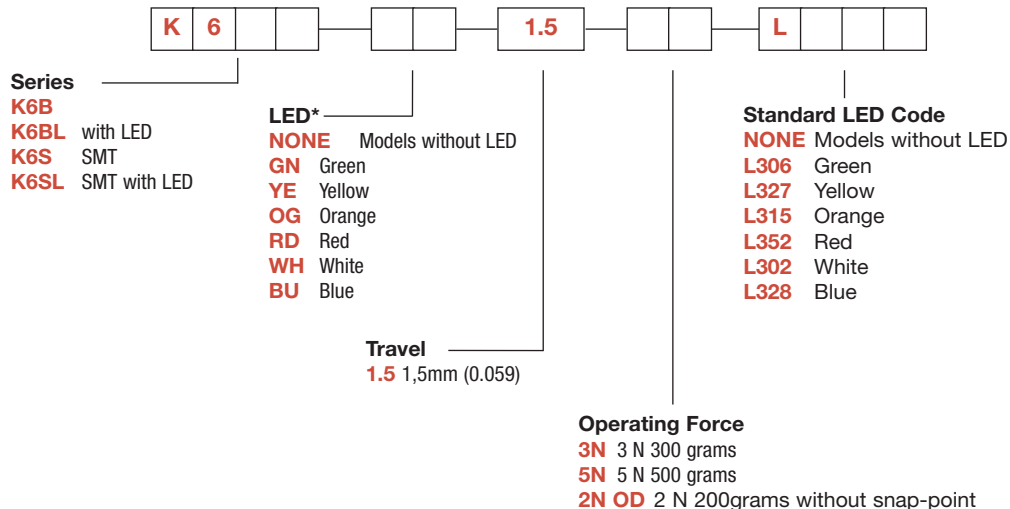 K 6 1.5 L
Series
K6B
K6BL with LED
K6S SMT
K6SL SMT with LED
LED*
NONE Models without LED
GN Green
YE Yellow
OG Orange
RD Red
WH White
BU Blue
Standard LED Code
NONE Models without LED
L306 Green
L327 Yellow
L315 Orange
L352 Red
L302 White
L328 Blue
Travel
1.5 1,5mm (0.059)
Operating Force
3N 3 N 300 grams
5N 5 N 500 grams
2N OD 2 N 200grams without snap-point